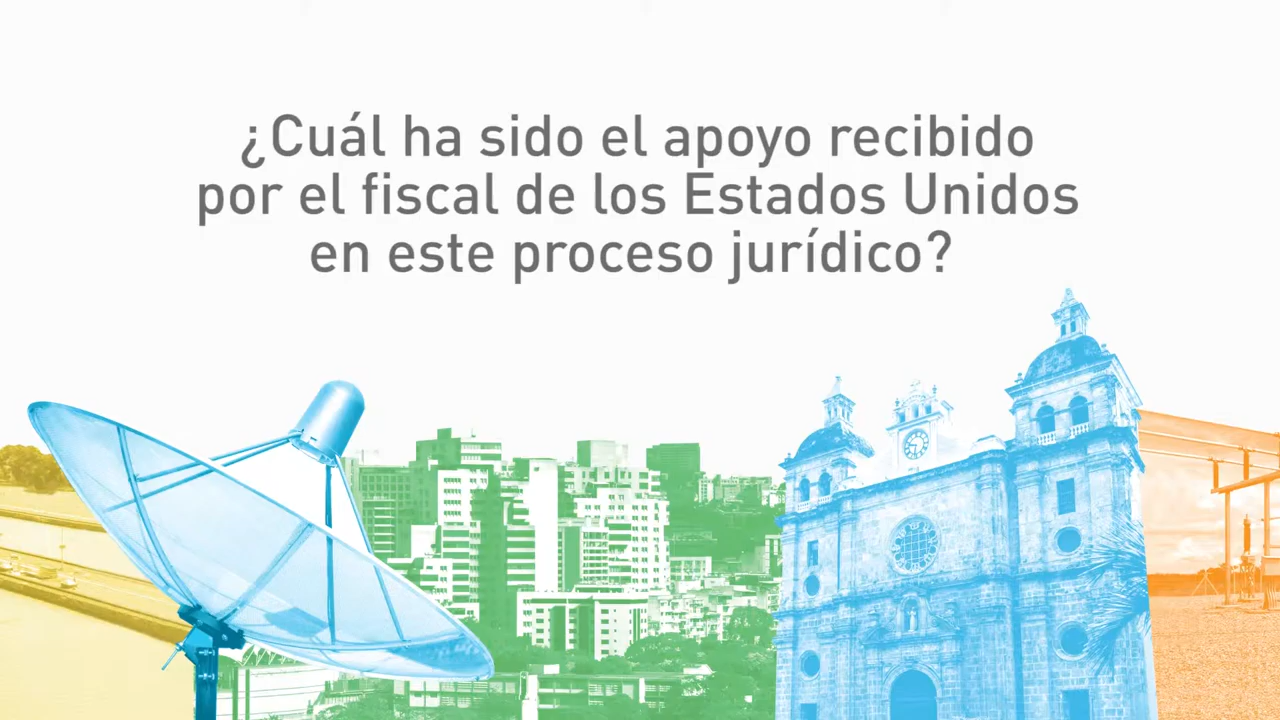 ¿Cuál ha sido el apoyo recibido
por el fiscal de los Estados Unidos
en este proceso jurídico?